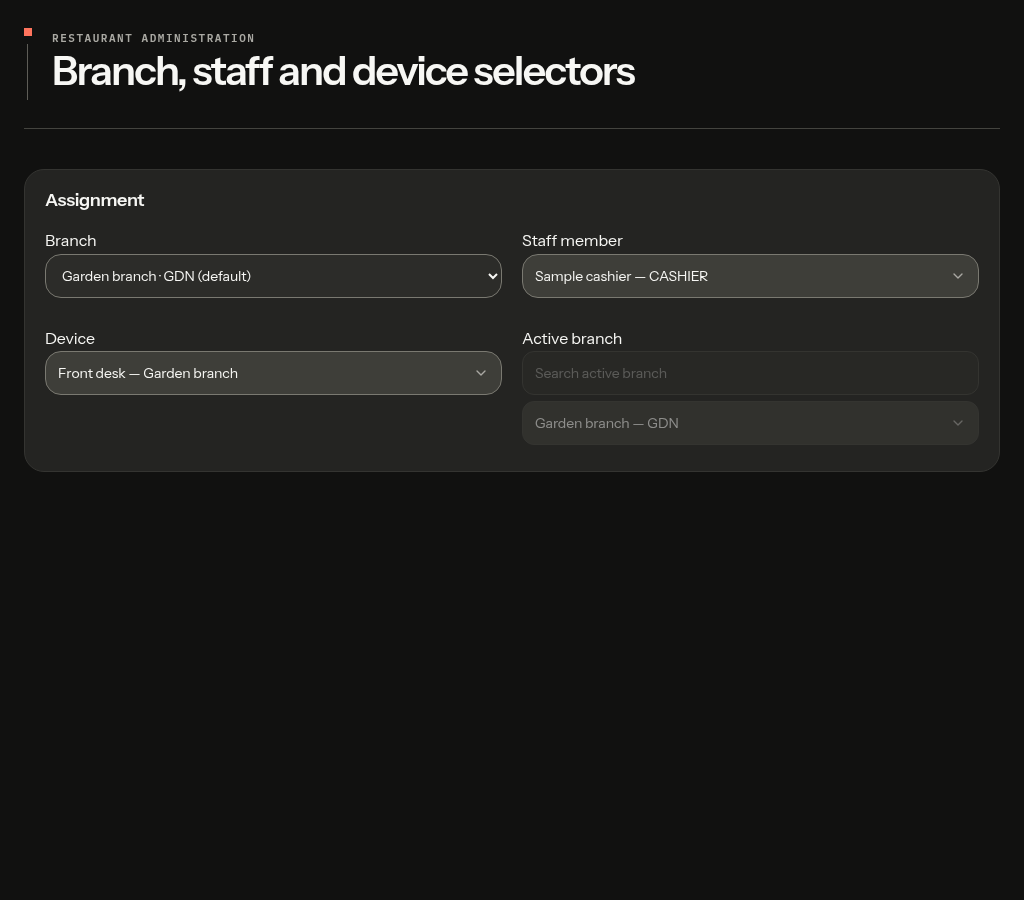 RESTAURANT ADMINISTRATION
Branch, staff and device selectors
Assignment
Branch
Garden branch · GDN (default)
Staff member
Sample cashier — CASHIER
Device
Front desk — Garden branch
Active branch
Search active branch
Garden branch — GDN